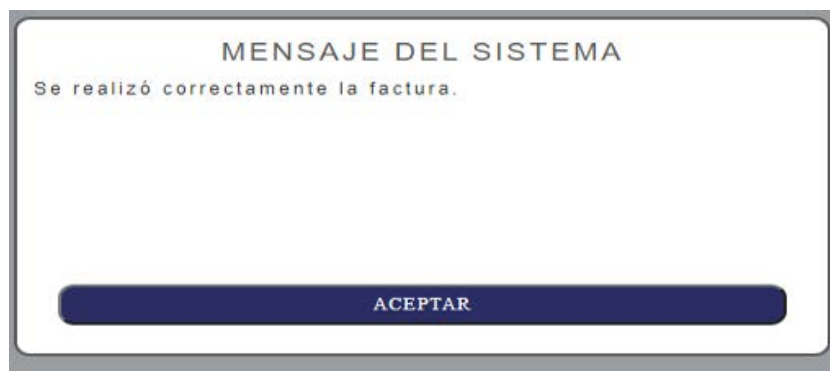 MENSAJE DEL SISTEMA
Se realizó correctamente la factura.
ACEPTAR